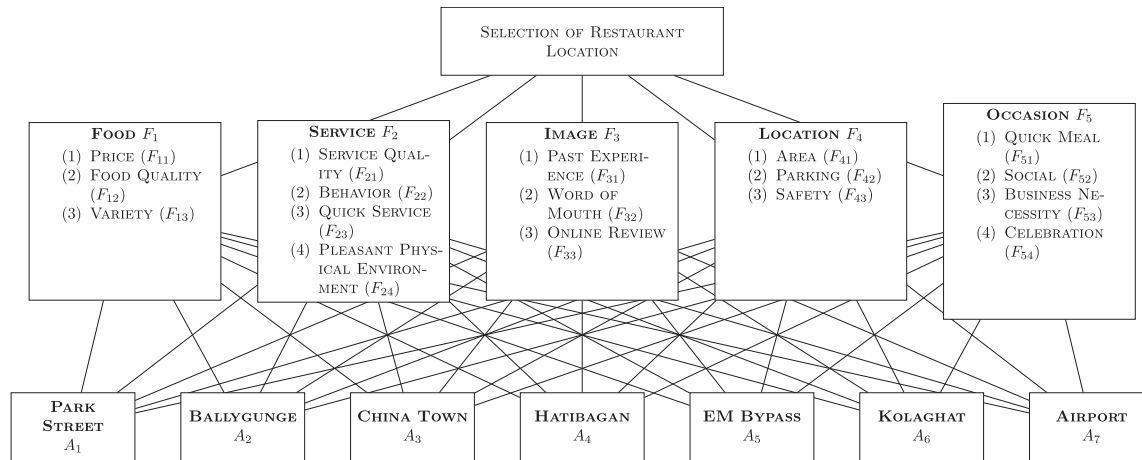 Selection of Restaurant
Location
Food F₁
(1) Price (F₁₁)
(2) Food Quality
(F₁₂)
(3) Variety (F₁₃)
Service F₂
(1) Service Qual-
ity (F₂₁)
(2) Behavior (F₂₂)
(3) Quick Service
(F₂₃)
(4) Pleasant Phys-
ical Environ-
ment (F₂₄)
Image F₃
(1) Past Experi-
ence (F₃₁)
(2) Word of
Mouth (F₃₂)
(3) Online Review
(F₃₃)
Location F₄
(1) Area (F₄₁)
(2) Parking (F₄₂)
(3) Safety (F₄₃)
Occasion F₅
(1) Quick Meal
(F₅₁)
(2) Social (F₅₂)
(3) Business Ne-
cessity (F₅₃)
(4) Celebration
(F₅₄)
Park
Street
A₁
Ballygunge
A₂
China Town
A₃
Hatibagan
A₄
EM Bypass
A₅
Kolaghat
A₆
Airport
A₇